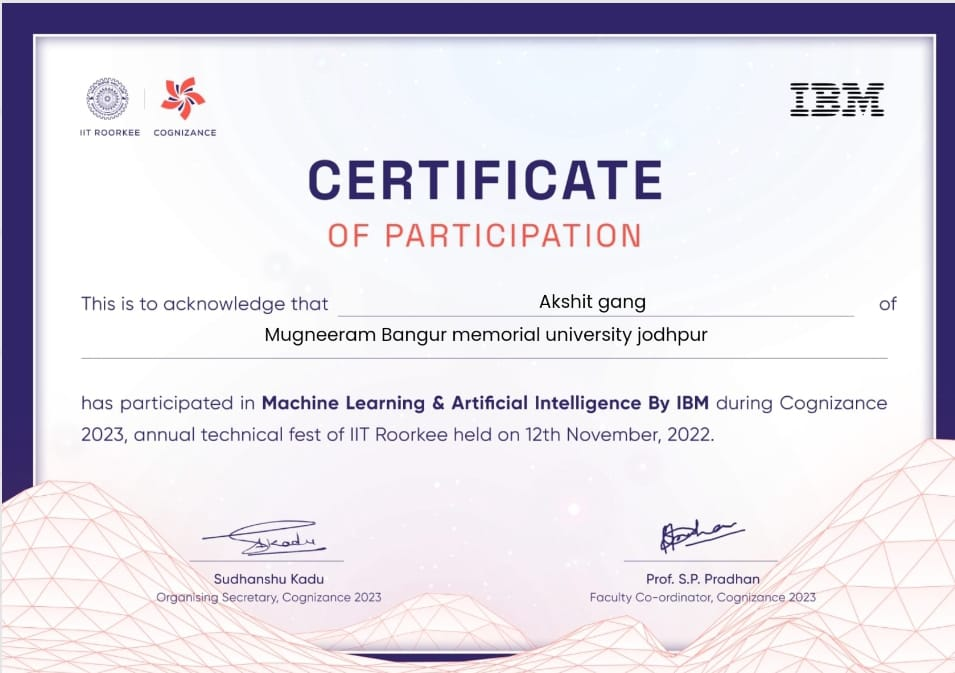 IIT ROORKEE
COGNIZANCE
IBM
CERTIFICATE
OF PARTICIPATION
This is to acknowledge that Akshit gang of
Mugneeram Bangur memorial university jodhpur
has participated in Machine Learning & Artificial Intelligence By IBM during Cognizance
2023, annual technical fest of IIT Roorkee held on 12th November, 2022.
Sudhanshu Kadu
Organising Secretary, Cognizance 2023
Prof. S.P. Pradhan
Faculty Co-ordinator, Cognizance 2023